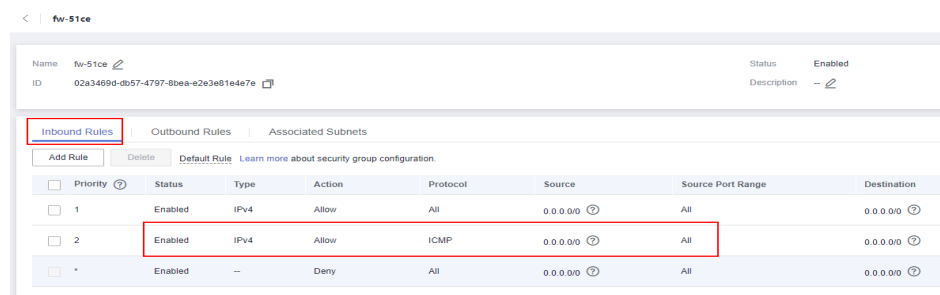 < fw-51ce
Name fw-51ce Status Enabled
ID 02a3469d-db57-4797-8bea-e2e3e81e4e7e Description --
Inbound Rules Outbound Rules Associated Subnets
Add Rule Delete Default Rule Learn more about security group configuration.
Priority ? Status Type Action Protocol Source Source Port Range Destination
1 Enabled IPv4 Allow All 0.0.0.0/0 ? All 0.0.0.0/0 ?
2 Enabled IPv4 Allow ICMP 0.0.0.0/0 ? All 0.0.0.0/0 ?
* Enabled -- Deny All 0.0.0.0/0 ? All 0.0.0.0/0 ?